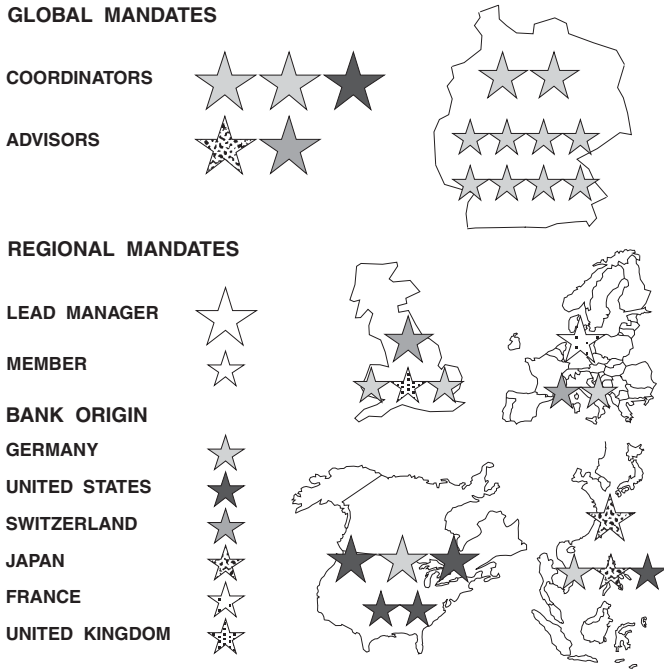 GLOBAL MANDATES
COORDINATORS
ADVISORS
REGIONAL MANDATES
LEAD MANAGER
MEMBER
BANK ORIGIN
GERMANY
UNITED STATES
SWITZERLAND
JAPAN
FRANCE
UNITED KINGDOM